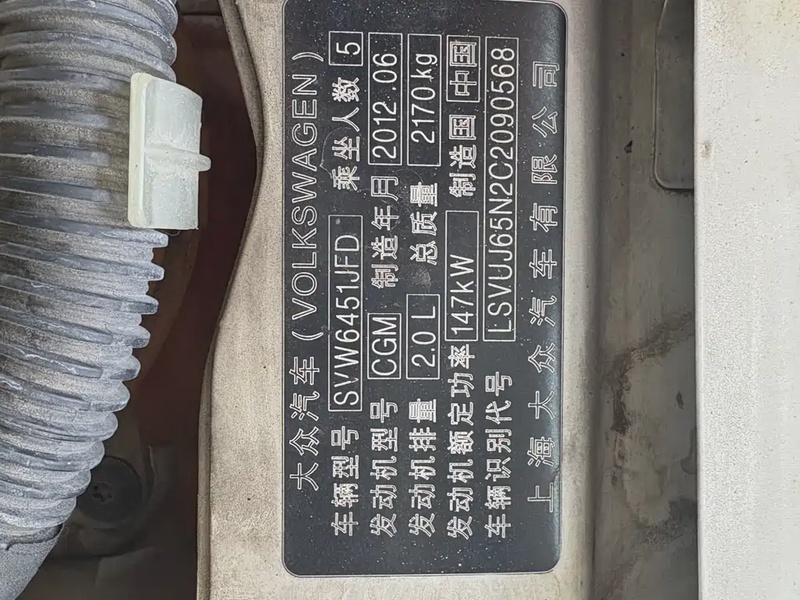 大众汽车(VOLKSWAGEN)
车辆型号 SVW6451JFD 乘坐人数 5
发动机型号 CGM 制造年月 2012.06
发动机排量 2.0 L 总质量 2170kg
发动机额定功率 147kW 制造国 中国
车辆识别代号 LSVUJ65N2C2090568
上海大众汽车有限公司